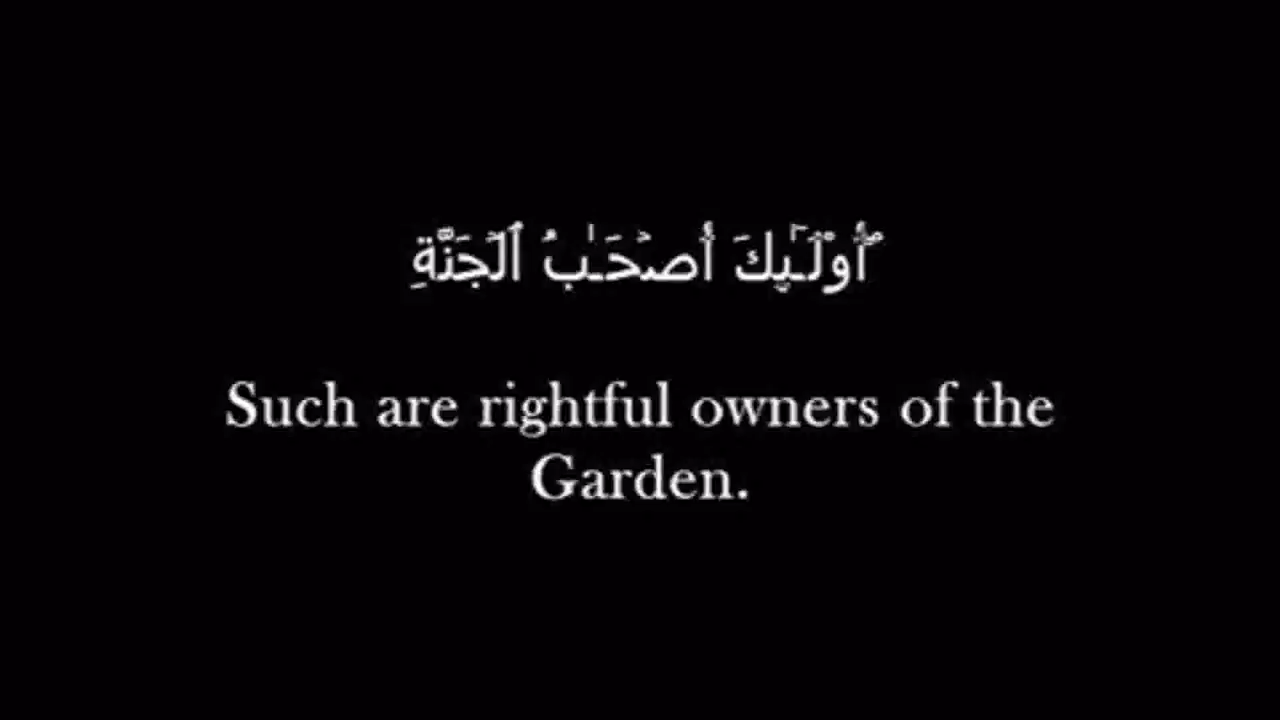 أُو۟لَـٰٓئِكَ أَصۡحَـٰبُ ٱلۡجَنَّةِ
Such are rightful owners of the
Garden.